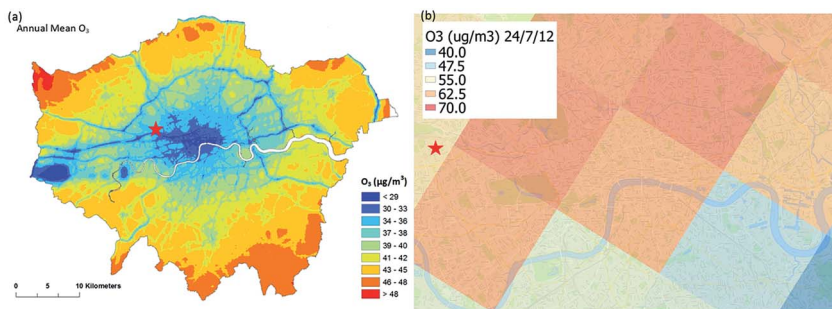 (a)
Annual Mean O₃
O₃ (µg/m³)
< 29
30 - 33
34 - 36
37 - 38
39 - 40
41 - 42
43 - 45
46 - 48
> 48
0 5 10 Kilometers
(b)
O3 (ug/m3) 24/7/12
40.0
47.5
55.0
62.5
70.0